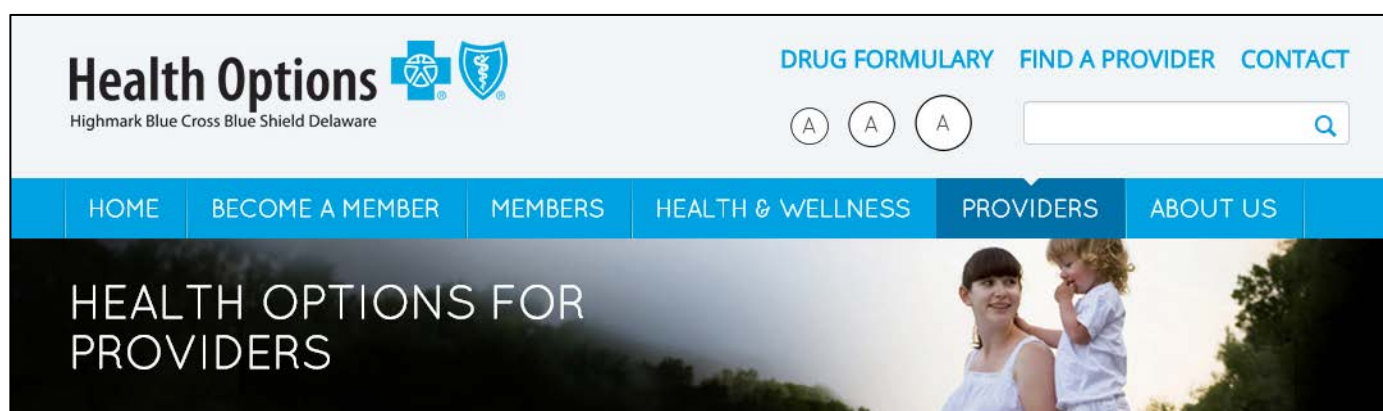 Health Options
Highmark Blue Cross Blue Shield Delaware
DRUG FORMULARY FIND A PROVIDER CONTACT
A A A
HOME BECOME A MEMBER MEMBERS HEALTH & WELLNESS PROVIDERS ABOUT US
HEALTH OPTIONS FOR
PROVIDERS